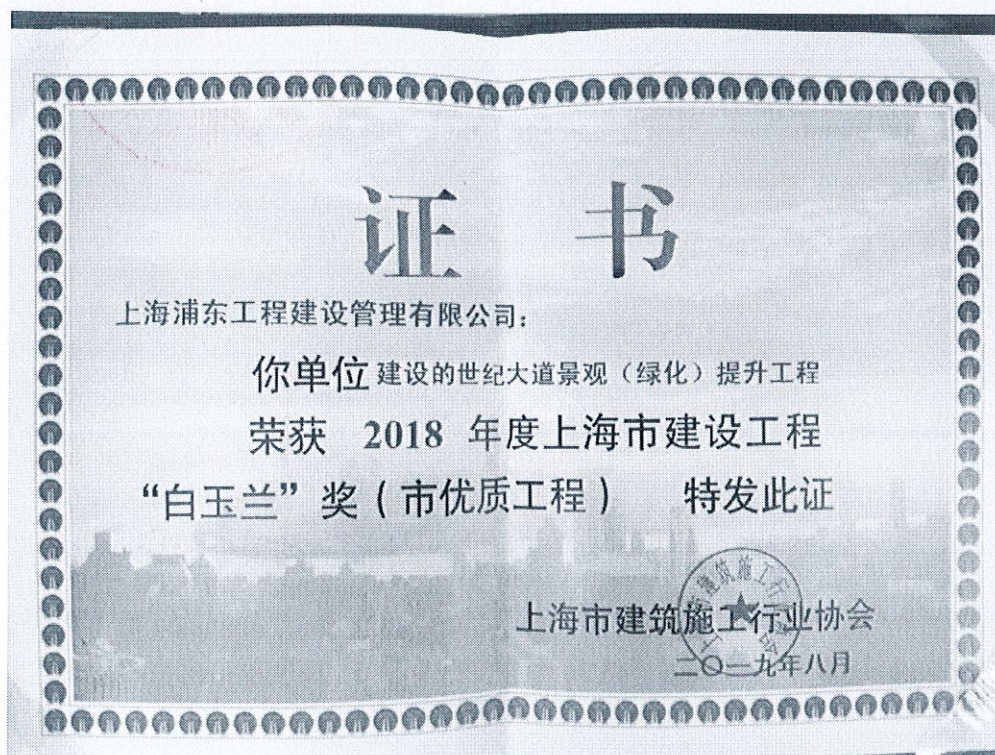 证 书
上海浦东工程建设管理有限公司：
你单位建设的世纪大道景观（绿化）提升工程
荣获 2018 年度上海市建设工程
“白玉兰”奖（市优质工程） 特发此证
上海市建筑施工行业协会
二〇一九年八月